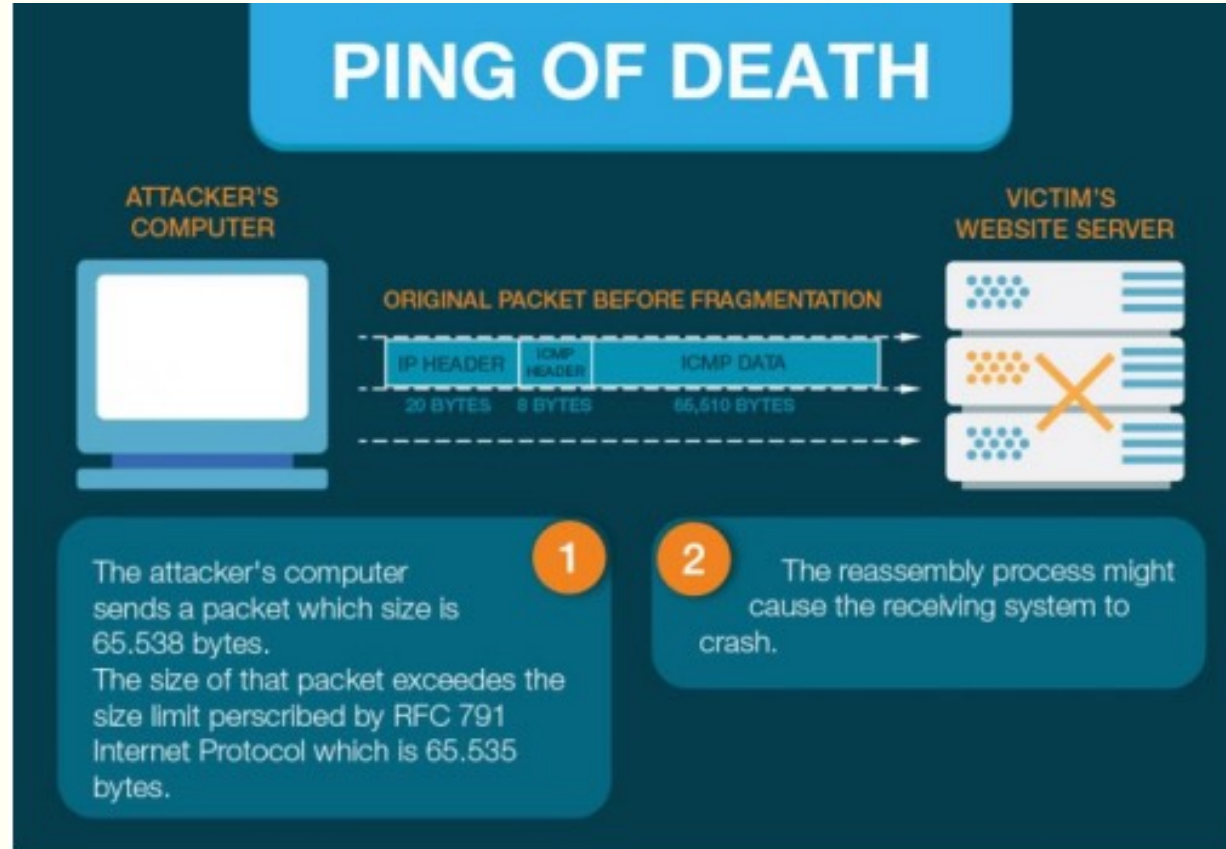 PING OF DEATH
ATTACKER'S
COMPUTER
VICTIM'S
WEBSITE SERVER
ORIGINAL PACKET BEFORE FRAGMENTATION
IP HEADER
ICMP
HEADER
ICMP DATA
20 BYTES
8 BYTES
65,510 BYTES
1
The attacker's computer
sends a packet which size is
65.538 bytes.
The size of that packet exceedes the
size limit perscribed by RFC 791
Internet Protocol which is 65.535
bytes.
2
The reassembly process might
cause the receiving system to
crash.